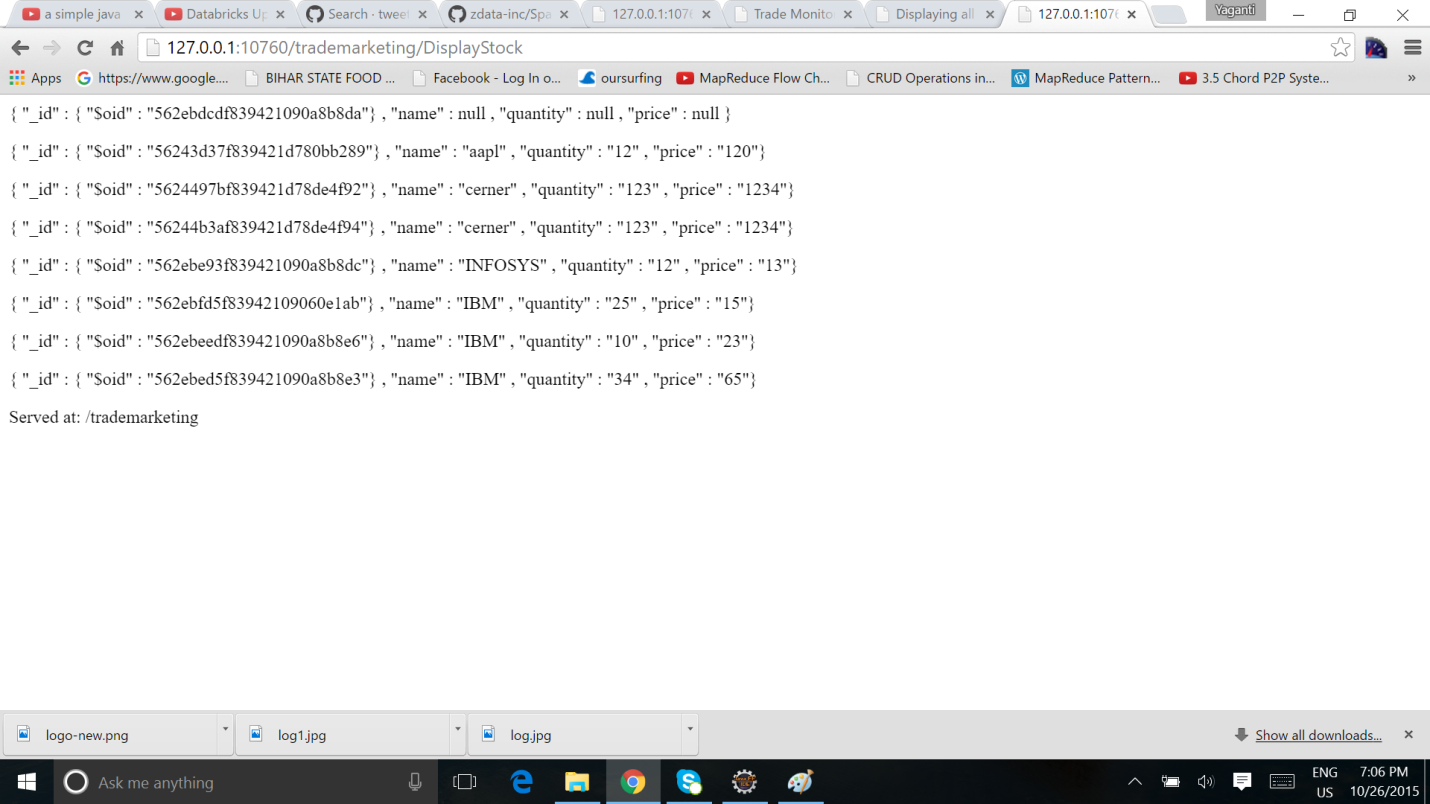 a simple java
Databricks Up
Search · tweet
zdata-inc/Spa
127.0.0.1:1076
Trade Monito
Displaying all
127.0.0.1:1076
Yaganti
127.0.0.1:10760/trademarketing/DisplayStock
Apps
https://www.google....
BIHAR STATE FOOD ...
Facebook - Log In o...
oursurfing
MapReduce Flow Ch...
CRUD Operations in...
MapReduce Pattern...
3.5 Chord P2P Syste...
»
{ "_id" : { "$oid" : "562ebdcdf839421090a8b8da"} , "name" : null , "quantity" : null , "price" : null }
{ "_id" : { "$oid" : "56243d37f839421d780bb289"} , "name" : "aapl" , "quantity" : "12" , "price" : "120"}
{ "_id" : { "$oid" : "5624497bf839421d78de4f92"} , "name" : "cerner" , "quantity" : "123" , "price" : "1234"}
{ "_id" : { "$oid" : "56244b3af839421d78de4f94"} , "name" : "cerner" , "quantity" : "123" , "price" : "1234"}
{ "_id" : { "$oid" : "562ebe93f839421090a8b8dc"} , "name" : "INFOSYS" , "quantity" : "12" , "price" : "13"}
{ "_id" : { "$oid" : "562ebfd5f83942109060e1ab"} , "name" : "IBM" , "quantity" : "25" , "price" : "15"}
{ "_id" : { "$oid" : "562ebeedf839421090a8b8e6"} , "name" : "IBM" , "quantity" : "10" , "price" : "23"}
{ "_id" : { "$oid" : "562ebed5f839421090a8b8e3"} , "name" : "IBM" , "quantity" : "34" , "price" : "65"}
Served at: /trademarketing
logo-new.png
log1.jpg
log.jpg
Show all downloads...
Ask me anything
ENG
US
7:06 PM
10/26/2015